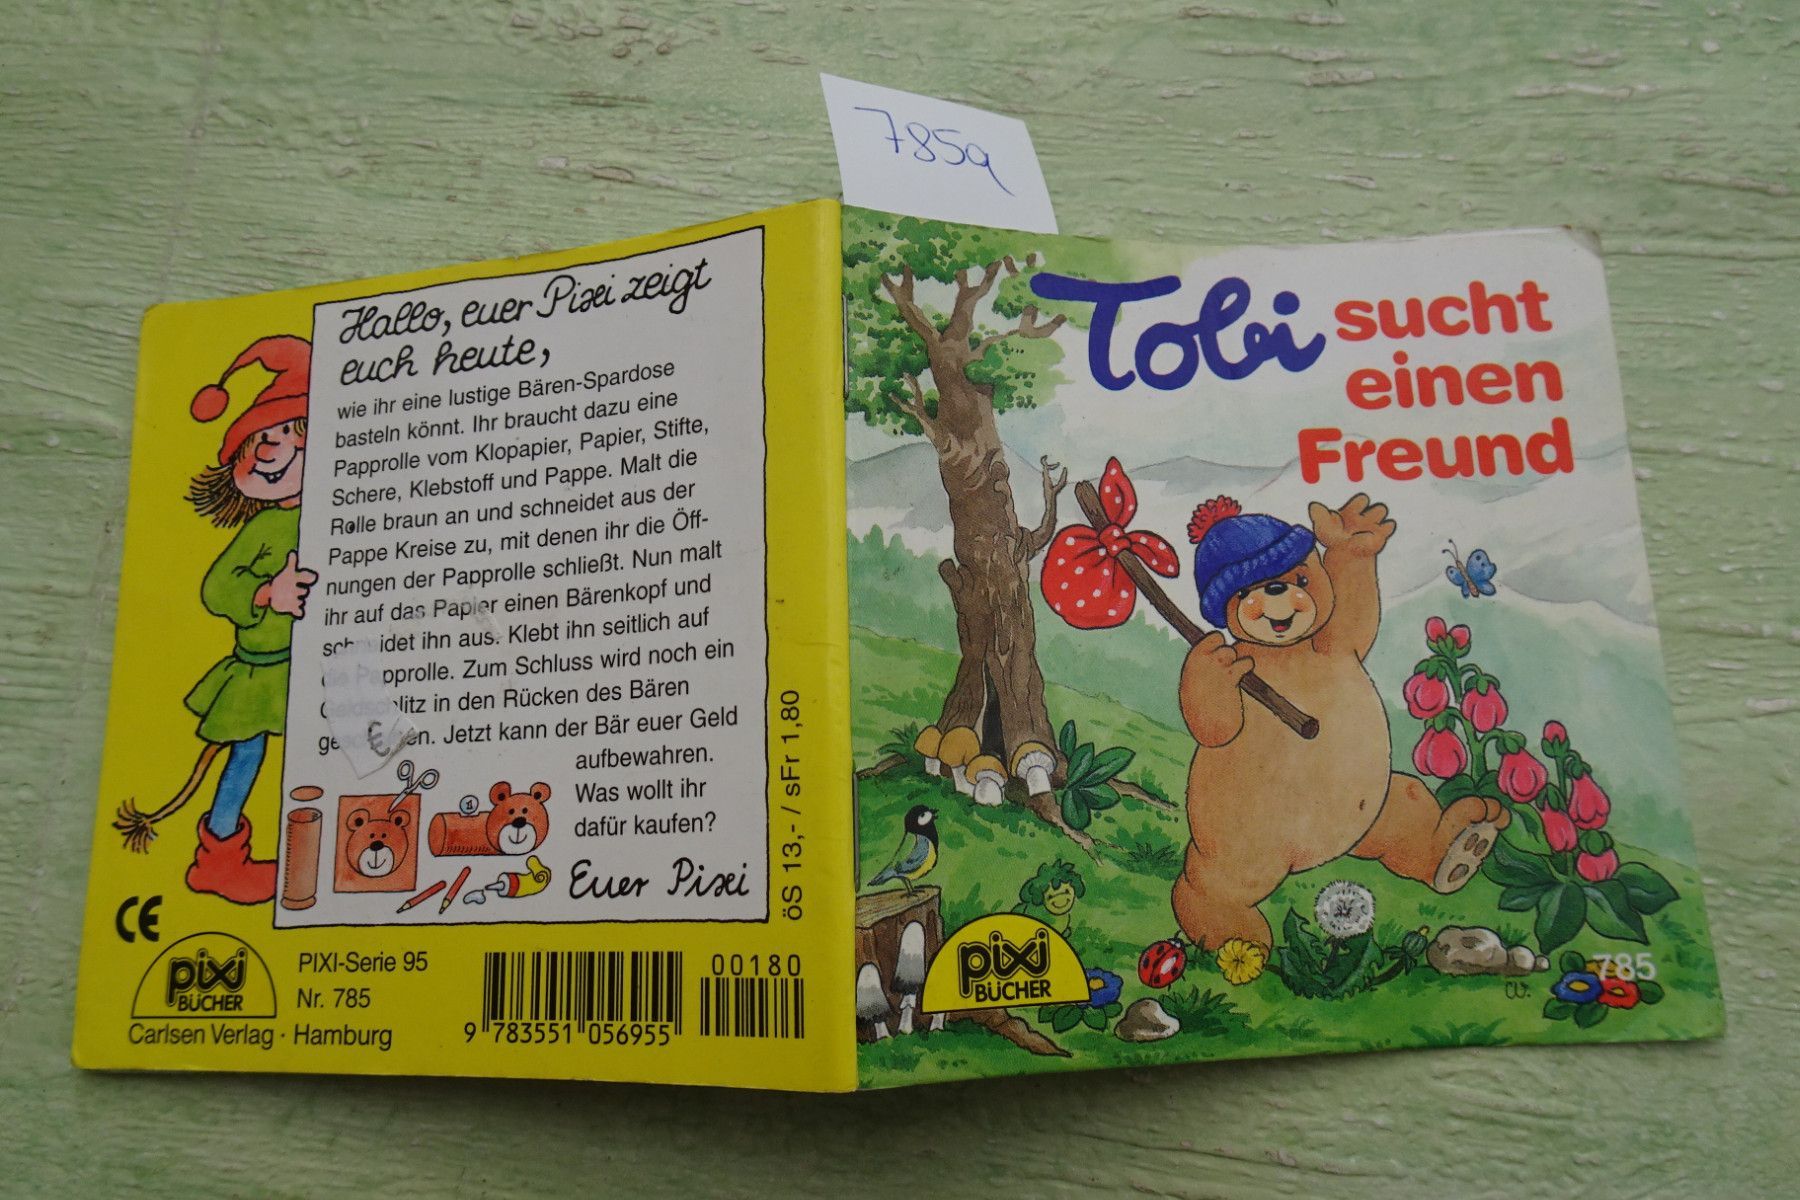 785a
Hallo, euer Pixi zeigt
euch heute,
wie ihr eine lustige Bären-Spardose
basteln könnt. Ihr braucht dazu eine
Papprolle vom Klopapier, Papier, Stifte,
Schere, Klebstoff und Pappe. Malt die
Rolle braun an und schneidet aus der
Pappe Kreise zu, mit denen ihr die Öff-
nungen der Papprolle schließt. Nun malt
ihr auf das Papier einen Bärenkopf und
schneidet ihn aus. Klebt ihn seitlich auf
die Papprolle. Zum Schluss wird noch ein
Geldschlitz in den Rücken des Bären
€ Jetzt kann der Bär euer Geld
aufbewahren.
Was wollt ihr
dafür kaufen?
1
Euer Pixi
öS 13,- / sFr 1,80
CE
pixi
BÜCHER
PIXI-Serie 95
Nr. 785
Carlsen Verlag · Hamburg
00180
9 783551 056955
Tobi sucht
einen
Freund
pixi
BÜCHER
785